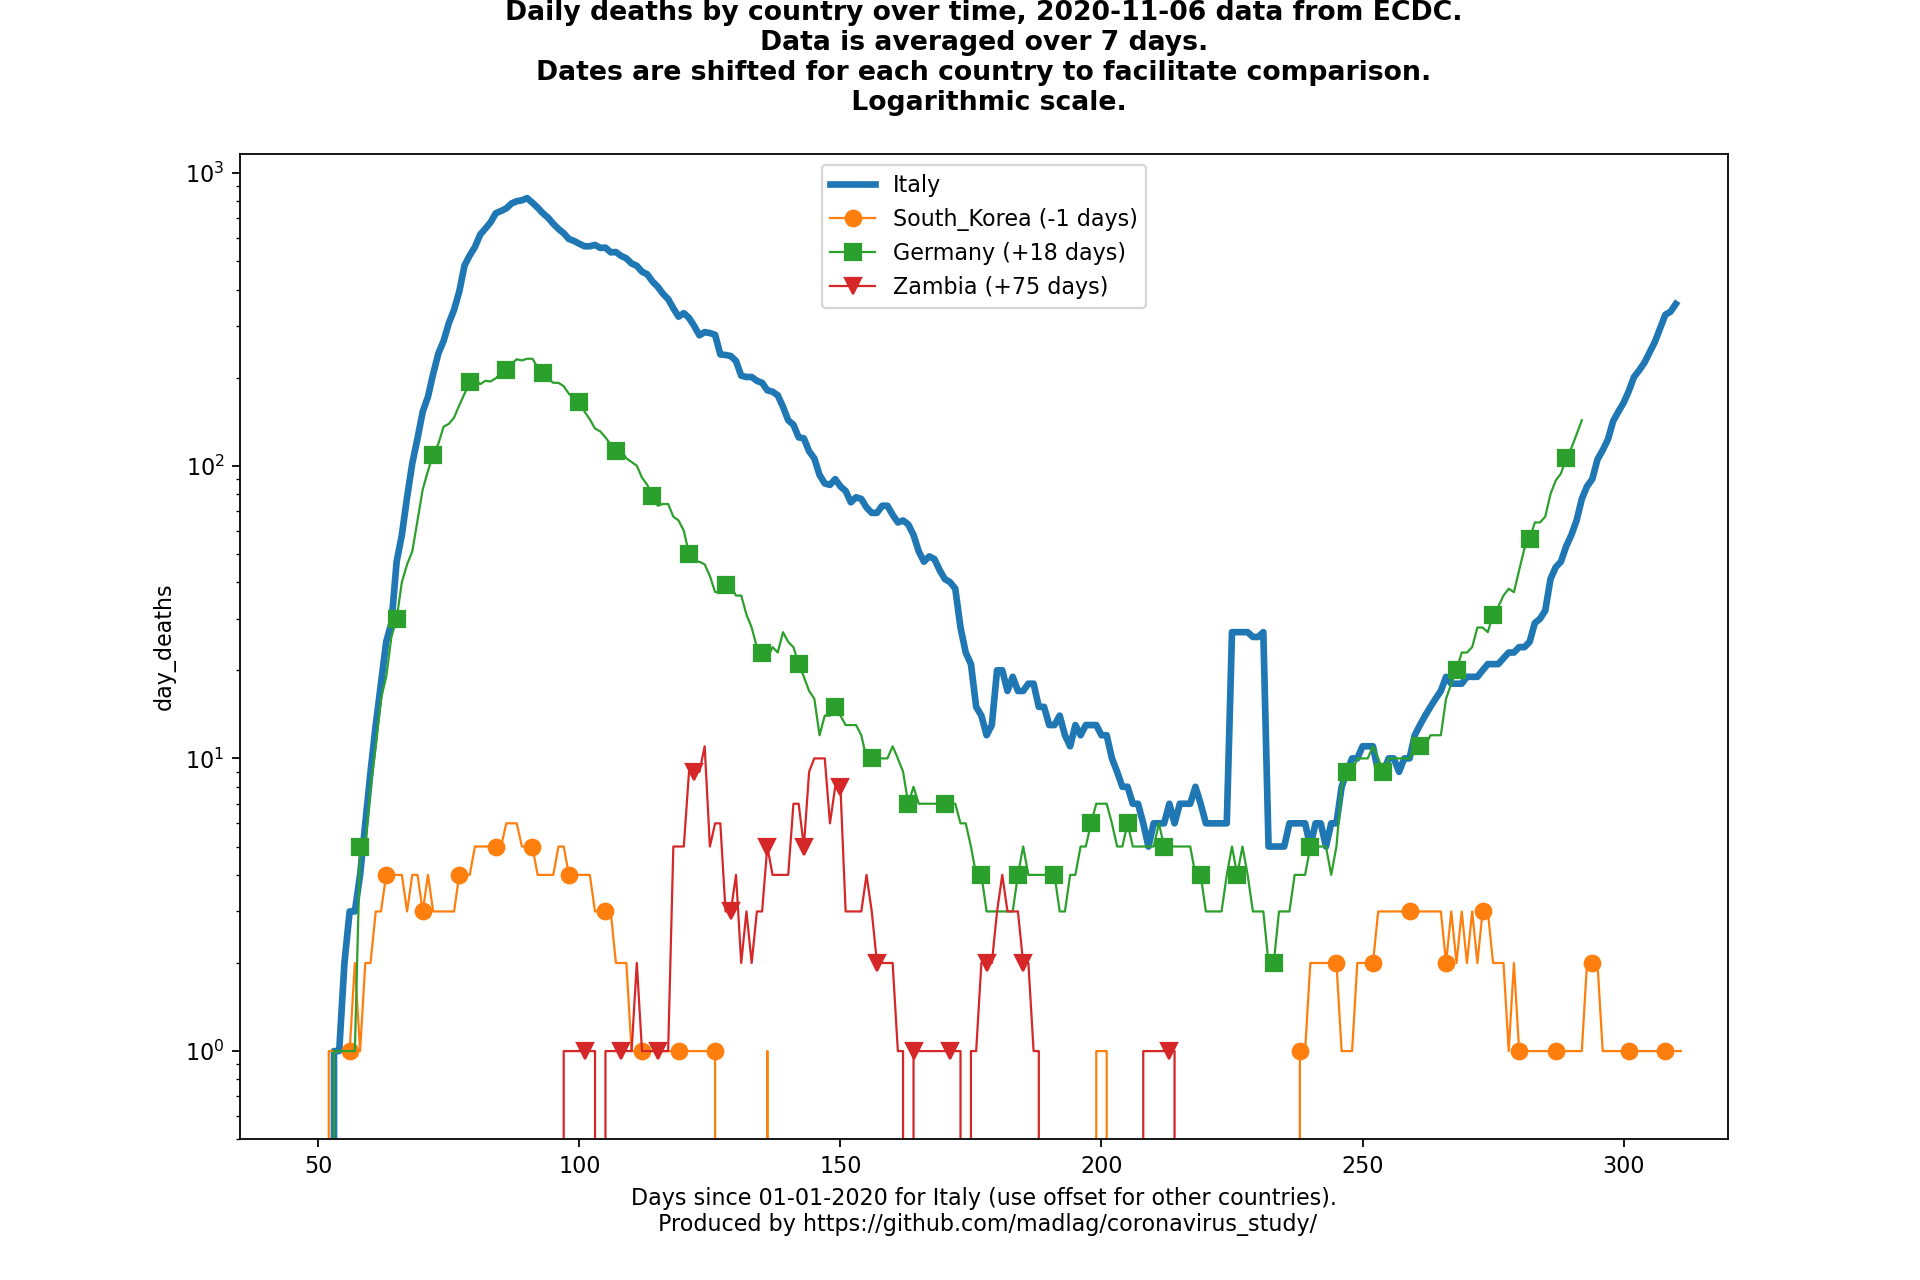 Daily deaths by country over time, 2020-11-06 data from ECDC.
Data is averaged over 7 days.
Dates are shifted for each country to facilitate comparison.
Logarithmic scale.
10³
10²
10¹
10⁰
day_deaths
Italy
South_Korea (-1 days)
Germany (+18 days)
Zambia (+75 days)
50 100 150 200 250 300
Days since 01-01-2020 for Italy (use offset for other countries).
Produced by https://github.com/madlag/coronavirus_study/